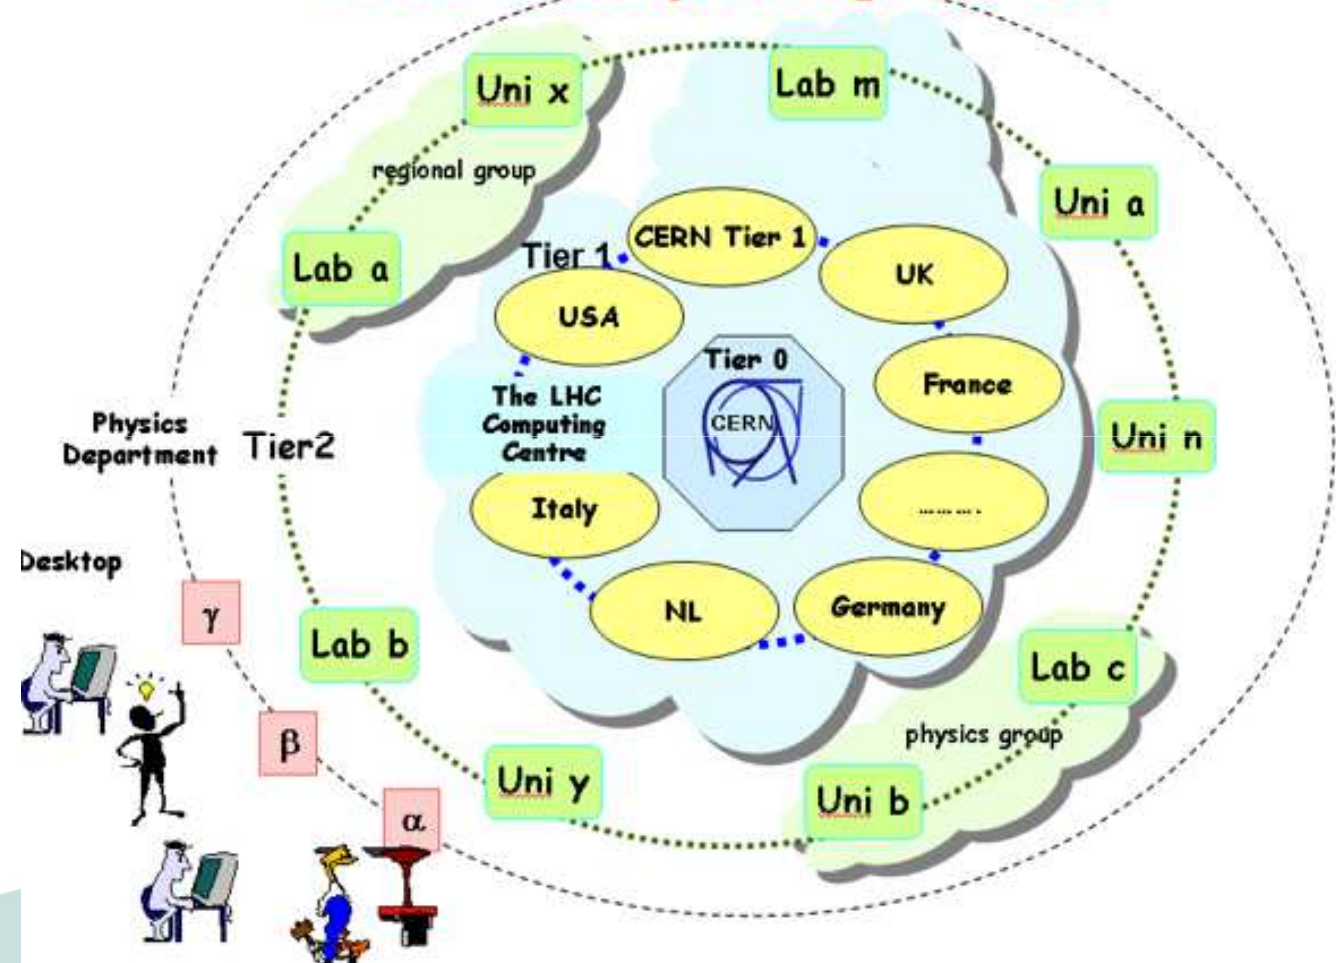 Uni x
Lab m
regional group
Uni a
Lab a
Tier 1
CERN Tier 1
UK
USA
Tier 0
CERN
France
The LHC
Computing
Centre
Physics
Department
Tier2
Uni n
Italy
..........
Desktop
γ
NL
Germany
Lab b
Lab c
β
physics group
Uni y
Uni b
α